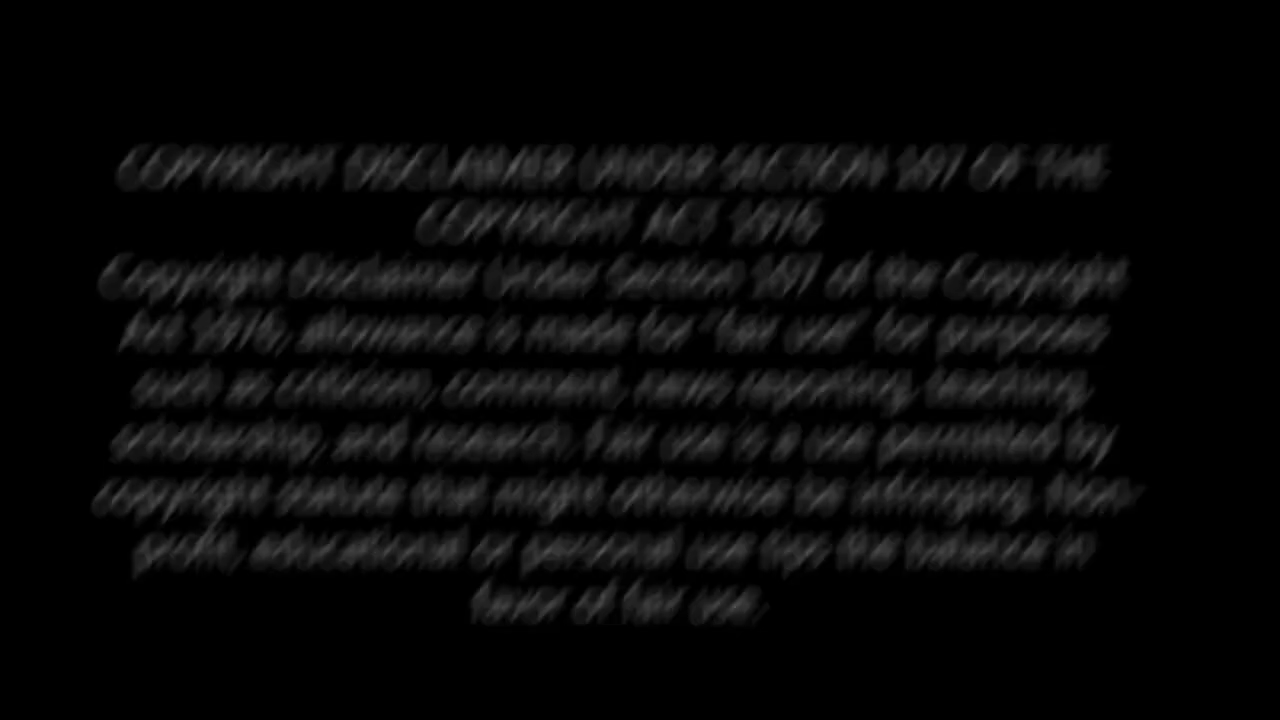 COPYRIGHT DISCLAIMER UNDER SECTION 107 OF THE
COPYRIGHT ACT 1976
Copyright Disclaimer Under Section 107 of the Copyright
Act 1976, allowance is made for "fair use" for purposes
such as criticism, comment, news reporting, teaching,
scholarship, and research. Fair use is a use permitted by
copyright statute that might otherwise be infringing. Non-
profit, educational or personal use tips the balance in
favor of fair use.